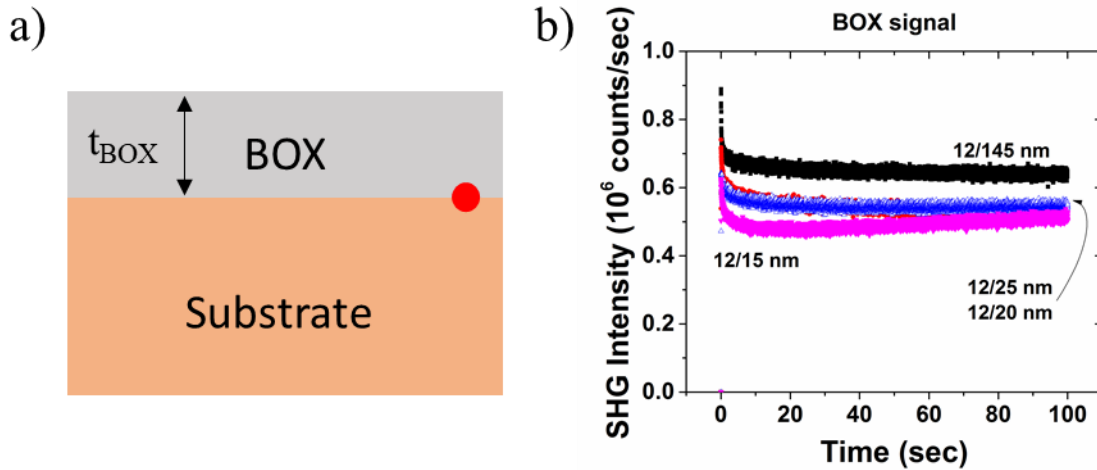 a)
t_BOX
BOX
Substrate
b)
BOX signal
SHG Intensity (10^6 counts/sec)
1.0
0.8
0.6
0.4
0.2
0.0
12/145 nm
12/15 nm
12/25 nm
12/20 nm
0 20 40 60 80 100
Time (sec)